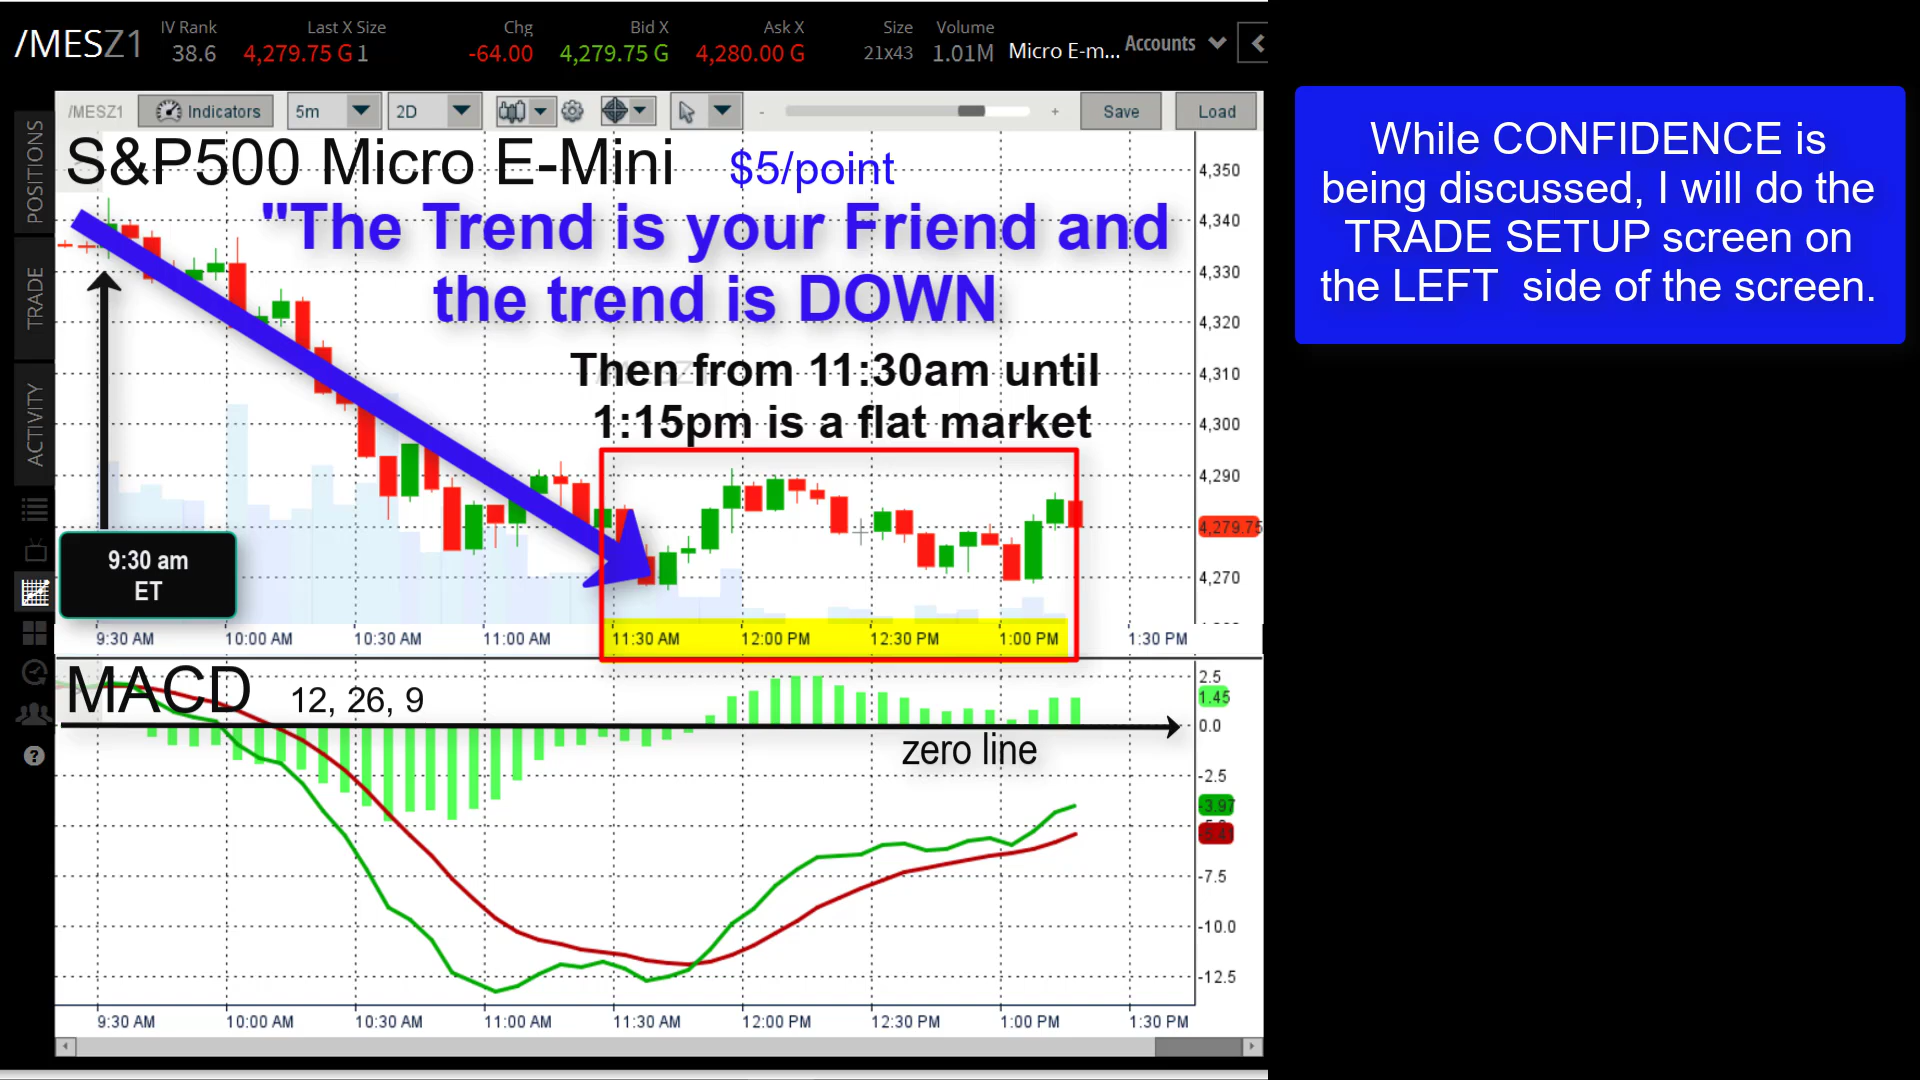 /MESZ1
IV Rank
38.6
Last X Size
4,279.75 G 1
Chg
-64.00
Bid X
4,279.75 G
Ask X
4,280.00 G
Size
21x43
Volume
1.01M
Micro E-m...
Accounts
/MESZ1
Indicators
5m
2D
-
+
Save
Load
POSITIONS
TRADE
ACTIVITY
S&P500 Micro E-Mini
$5/point
"The Trend is your Friend and
the trend is DOWN
Then from 11:30am until
1:15pm is a flat market
9:30 am
ET
4,350
4,340
4,330
4,320
4,310
4,300
4,290
4,279.75
4,270
9:30 AM
10:00 AM
10:30 AM
11:00 AM
11:30 AM
12:00 PM
12:30 PM
1:00 PM
1:30 PM
MACD
12, 26, 9
zero line
2.5
1.45
0.0
-2.5
-3.97
-5.41
-7.5
-10.0
-12.5
9:30 AM
10:00 AM
10:30 AM
11:00 AM
11:30 AM
12:00 PM
12:30 PM
1:00 PM
1:30 PM
While CONFIDENCE is
being discussed, I will do the
TRADE SETUP screen on
the LEFT side of the screen.